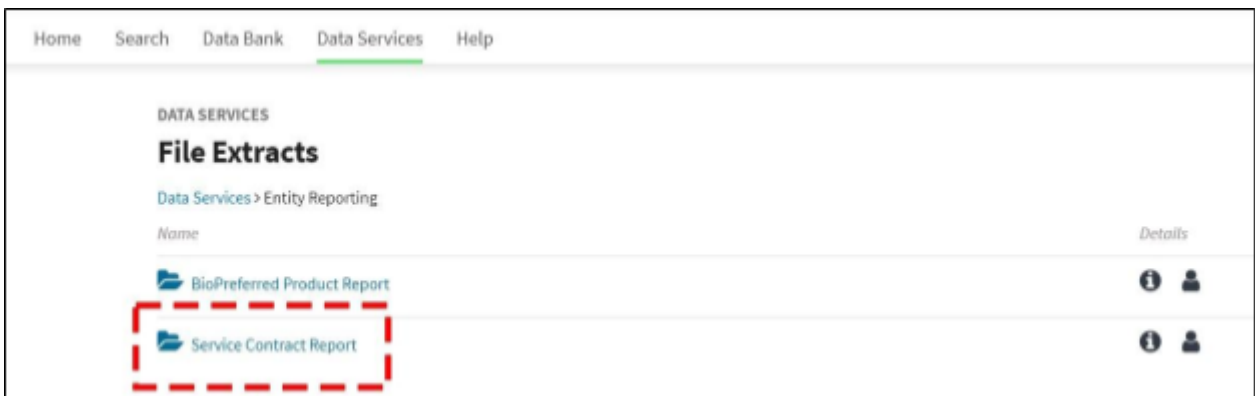 Home Search Data Bank Data Services Help
DATA SERVICES
File Extracts
Data Services > Entity Reporting
Name Details
BioPreferred Product Report
Service Contract Report